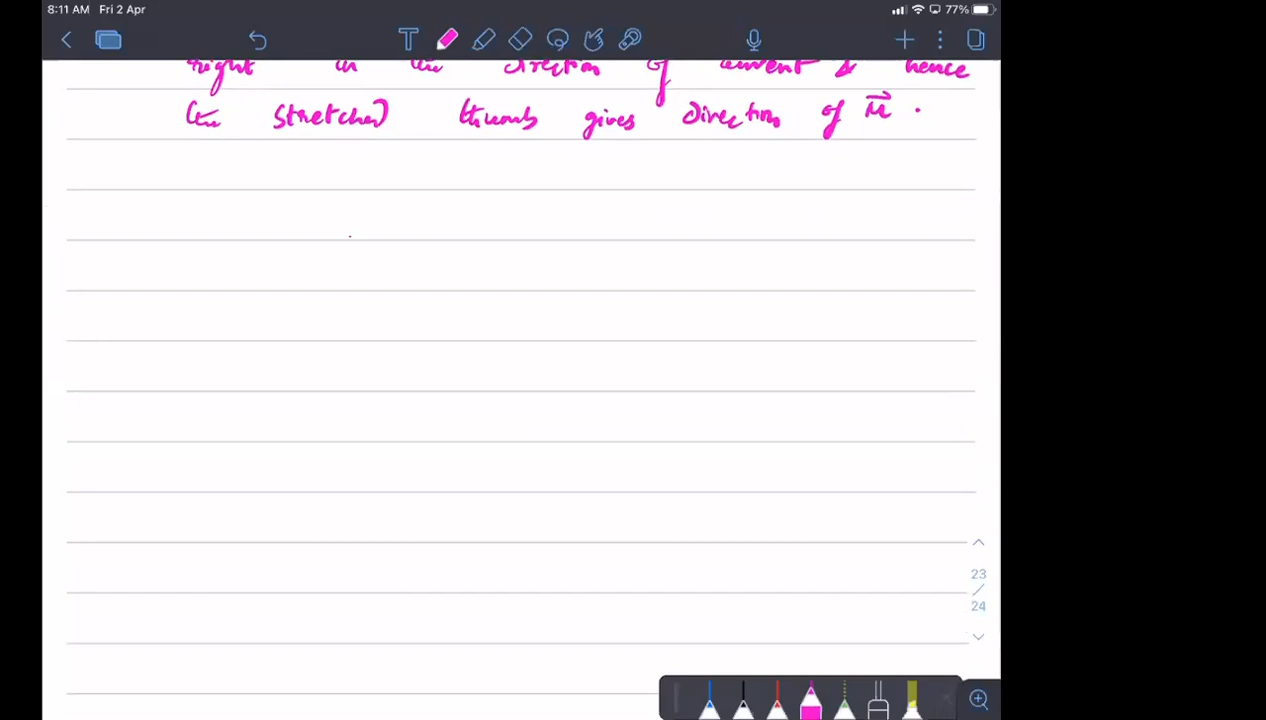 8:11 AM Fri 2 Apr 77%
T
right in the direction of current & hence
(the stretched) thumb gives direction of M⃗ .
23
/
24